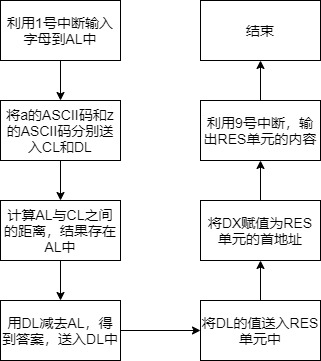 利用1号中断输入
字母到AL中
将a的ASCII码和z
的ASCII码分别送
入CL和DL
计算AL与CL之间
的距离，结果存在
AL中
用DL减去AL，得
到答案，送入DL中
将DL的值送入RES
单元中
将DX赋值为RES
单元的首地址
利用9号中断，输
出RES单元的内容
结束